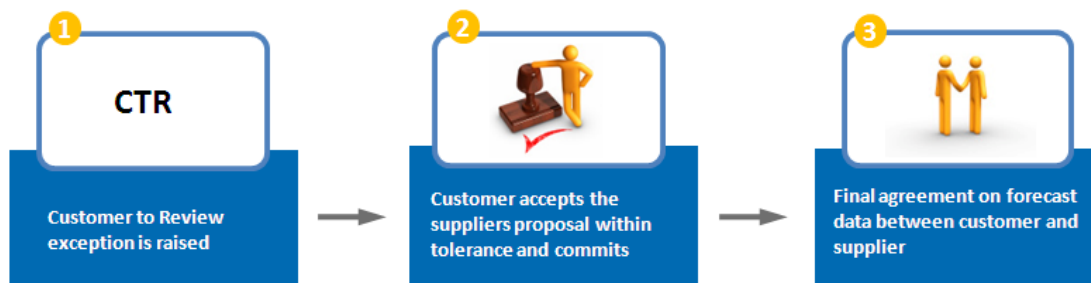 1
CTR
Customer to Review
exception is raised
2
Customer accepts the
suppliers proposal within
tolerance and commits
3
Final agreement on forecast
data between customer and
supplier